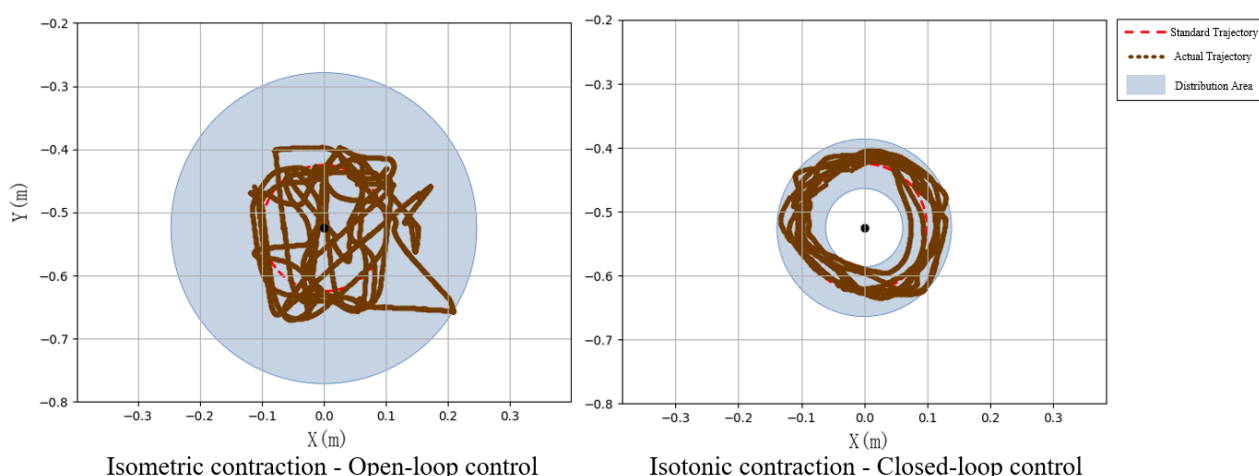 −0.2
−0.3
−0.4
−0.5
−0.6
−0.7
−0.8
Y(m)
−0.3 −0.2 −0.1 0.0 0.1 0.2 0.3
X(m)
Isometric contraction - Open-loop control
−0.2
−0.3
−0.4
−0.5
−0.6
−0.7
−0.8
−0.3 −0.2 −0.1 0.0 0.1 0.2 0.3
X(m)
Isotonic contraction - Closed-loop control
Standard Trajectory
Actual Trajectory
Distribution Area